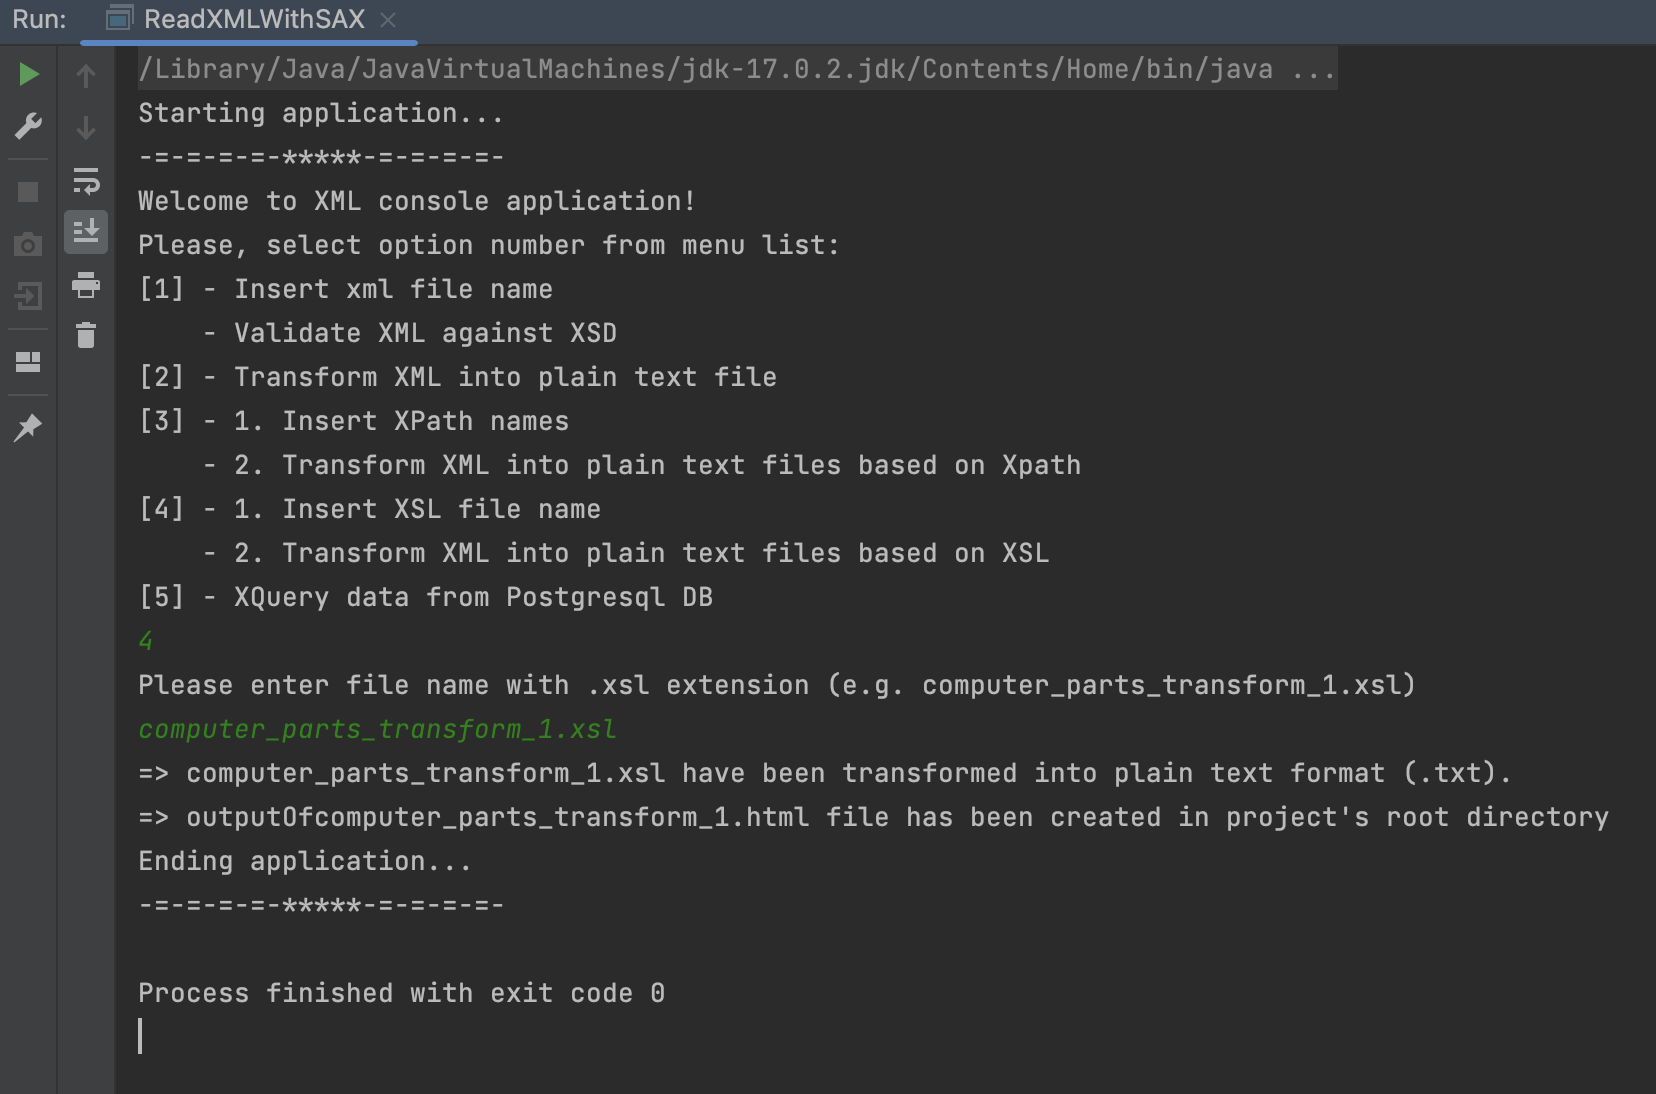 Run: ReadXMLWithSAX
/Library/Java/JavaVirtualMachines/jdk-17.0.2.jdk/Contents/Home/bin/java ...
Starting application...
-=-=-=-=-*****-=-=-=-=-
Welcome to XML console application!
Please, select option number from menu list:
[1] - Insert xml file name
    - Validate XML against XSD
[2] - Transform XML into plain text file
[3] - 1. Insert XPath names
    - 2. Transform XML into plain text files based on Xpath
[4] - 1. Insert XSL file name
    - 2. Transform XML into plain text files based on XSL
[5] - XQuery data from Postgresql DB
4
Please enter file name with .xsl extension (e.g. computer_parts_transform_1.xsl)
computer_parts_transform_1.xsl
=> computer_parts_transform_1.xsl have been transformed into plain text format (.txt).
=> outputOfcomputer_parts_transform_1.html file has been created in project's root directory
Ending application...
-=-=-=-=-*****-=-=-=-=-
Process finished with exit code 0